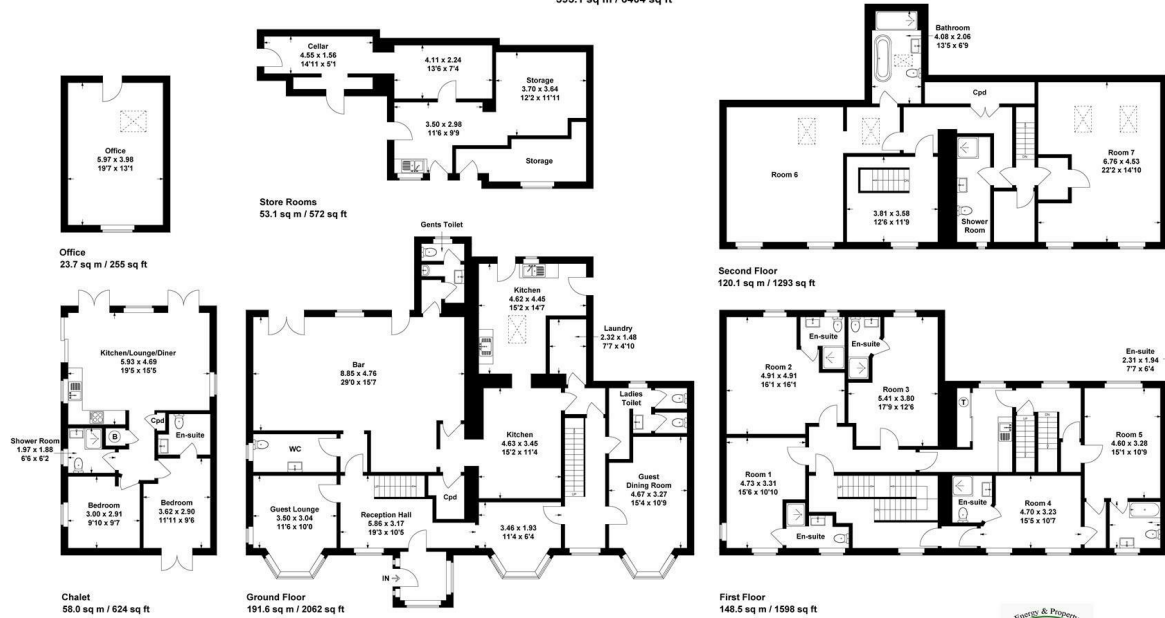 595.1 sq m / 6404 sq ft
Cellar
4.55 x 1.56
14'11 x 5'1
4.11 x 2.24
13'6 x 7'4
Storage
3.70 x 3.64
12'2 x 11'11
3.50 x 2.98
11'6 x 9'9
Storage
Store Rooms
53.1 sq m / 572 sq ft
Office
5.97 x 3.98
19'7 x 13'1
Office
23.7 sq m / 255 sq ft
Bathroom
4.08 x 2.06
13'5 x 6'9
Cpd
Room 6
Room 7
6.76 x 4.53
22'2 x 14'10
3.81 x 3.58
12'6 x 11'9
Shower
Room
Second Floor
120.1 sq m / 1293 sq ft
Kitchen/Lounge/Diner
5.93 x 4.69
19'5 x 15'5
Cpd
B
En-suite
Shower Room
1.97 x 1.88
6'6 x 6'2
Bedroom
3.00 x 2.91
9'10 x 9'7
Bedroom
3.62 x 2.90
11'11 x 9'6
Chalet
58.0 sq m / 624 sq ft
Gents Toilet
Kitchen
4.62 x 4.45
15'2 x 14'7
Laundry
2.32 x 1.48
7'7 x 4'10
Bar
8.85 x 4.76
29'0 x 15'7
Ladies
Toilet
Kitchen
4.63 x 3.45
15'2 x 11'4
WC
Cpd
Guest
Dining Room
4.67 x 3.27
15'4 x 10'9
Guest Lounge
3.50 x 3.04
11'6 x 10'0
Reception Hall
5.86 x 3.17
19'3 x 10'5
3.46 x 1.93
11'4 x 6'4
IN
Ground Floor
191.6 sq m / 2062 sq ft
En-suite
En-suite
En-suite
2.31 x 1.94
7'7 x 6'4
Room 2
4.91 x 4.91
16'1 x 16'1
Room 3
5.41 x 3.80
17'9 x 12'6
T
Room 5
4.60 x 3.28
15'1 x 10'9
Room 1
4.73 x 3.31
15'6 x 10'10
En-suite
En-suite
Room 4
4.70 x 3.23
15'5 x 10'7
First Floor
148.5 sq m / 1598 sq ft
Energy & Property